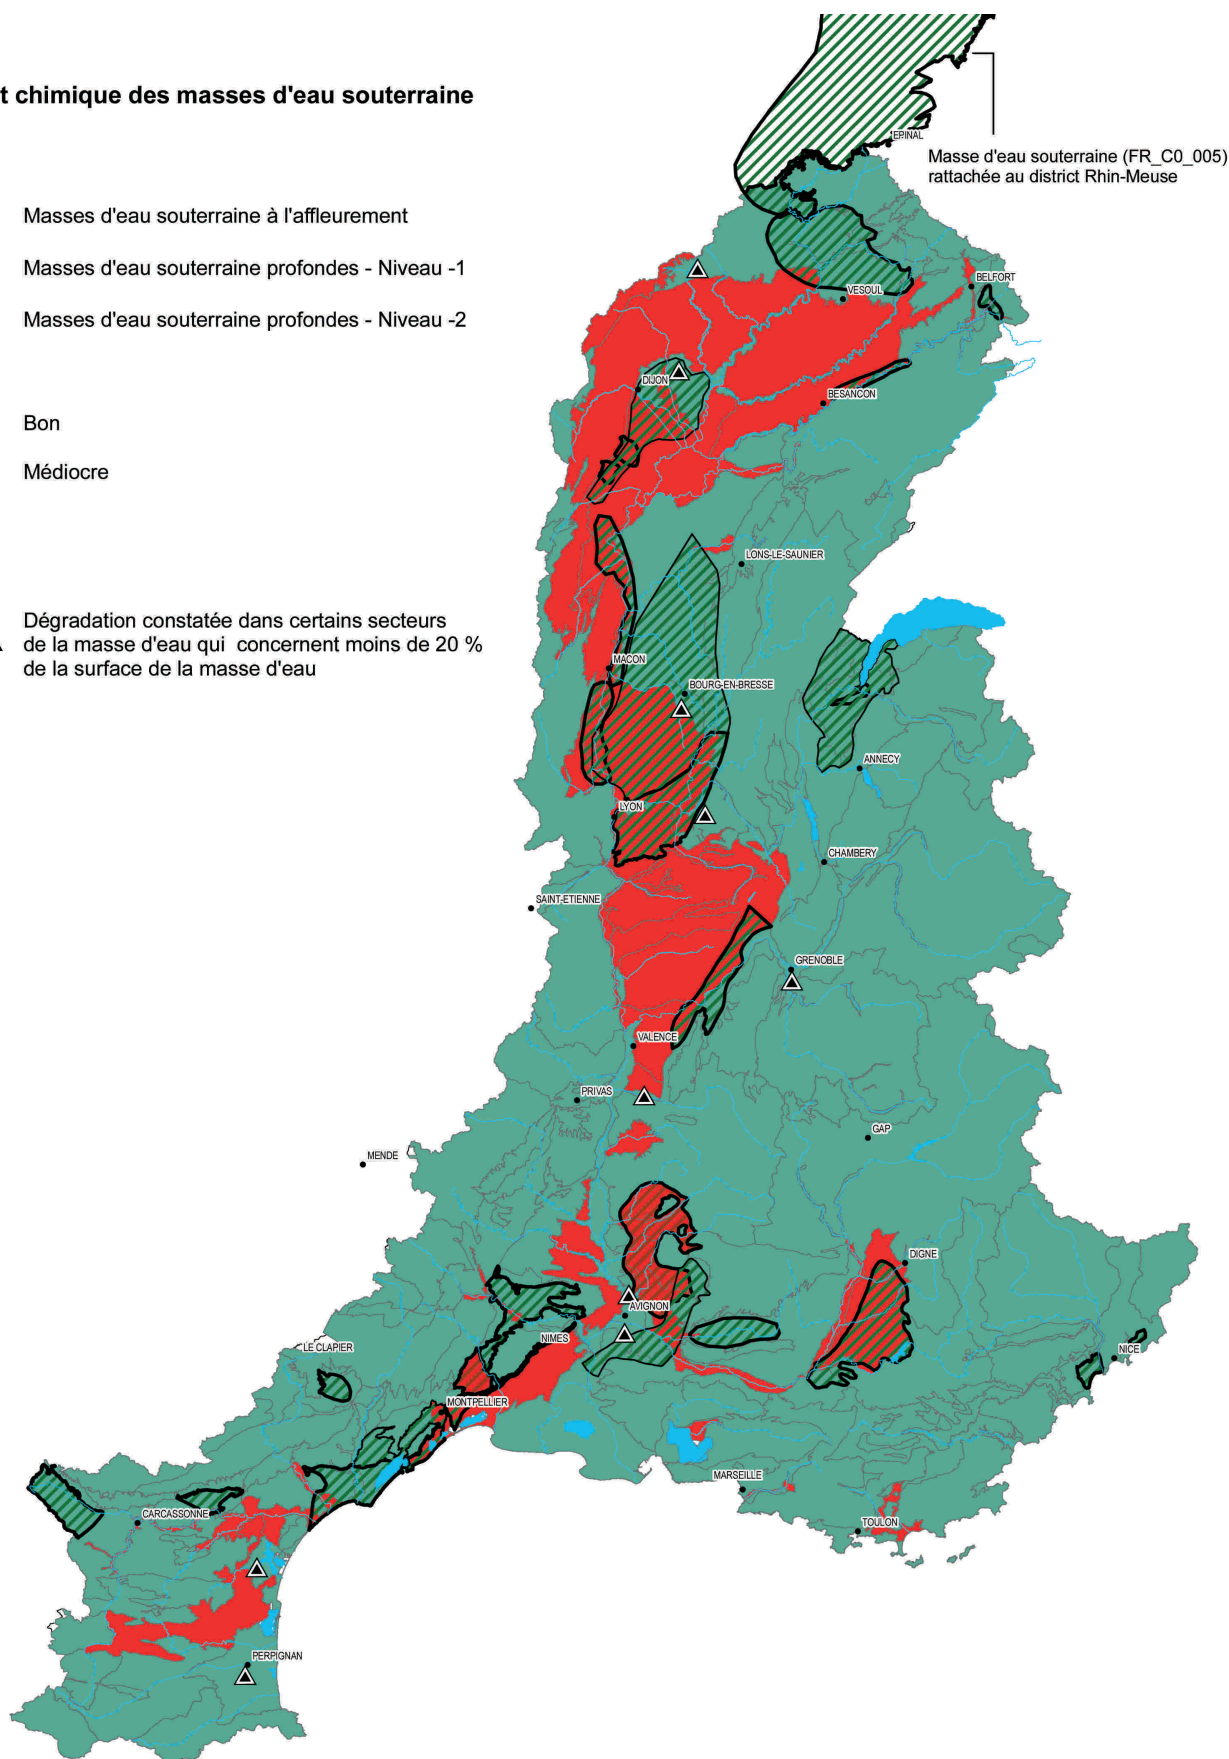 t chimique des masses d'eau souterraine
EPINAL
Masse d'eau souterraine (FR_C0_005)
rattachée au district Rhin-Meuse
Masses d'eau souterraine à l'affleurement
Masses d'eau souterraine profondes - Niveau -1
Masses d'eau souterraine profondes - Niveau -2
BELFORT
VESOUL
DIJON
BESANCON
Bon
Médiocre
LONS-LE-SAUNIER
Dégradation constatée dans certains secteurs
de la masse d'eau qui concernent moins de 20 %
de la surface de la masse d'eau
MACON
BOURG-EN-BRESSE
ANNECY
LYON
CHAMBERY
SAINT-ETIENNE
GRENOBLE
VALENCE
PRIVAS
GAP
MENDE
DIGNE
AVIGNON
NIMES
LE CLAPIER
NICE
MONTPELLIER
MARSEILLE
CARCASSONNE
TOULON
PERPIGNAN